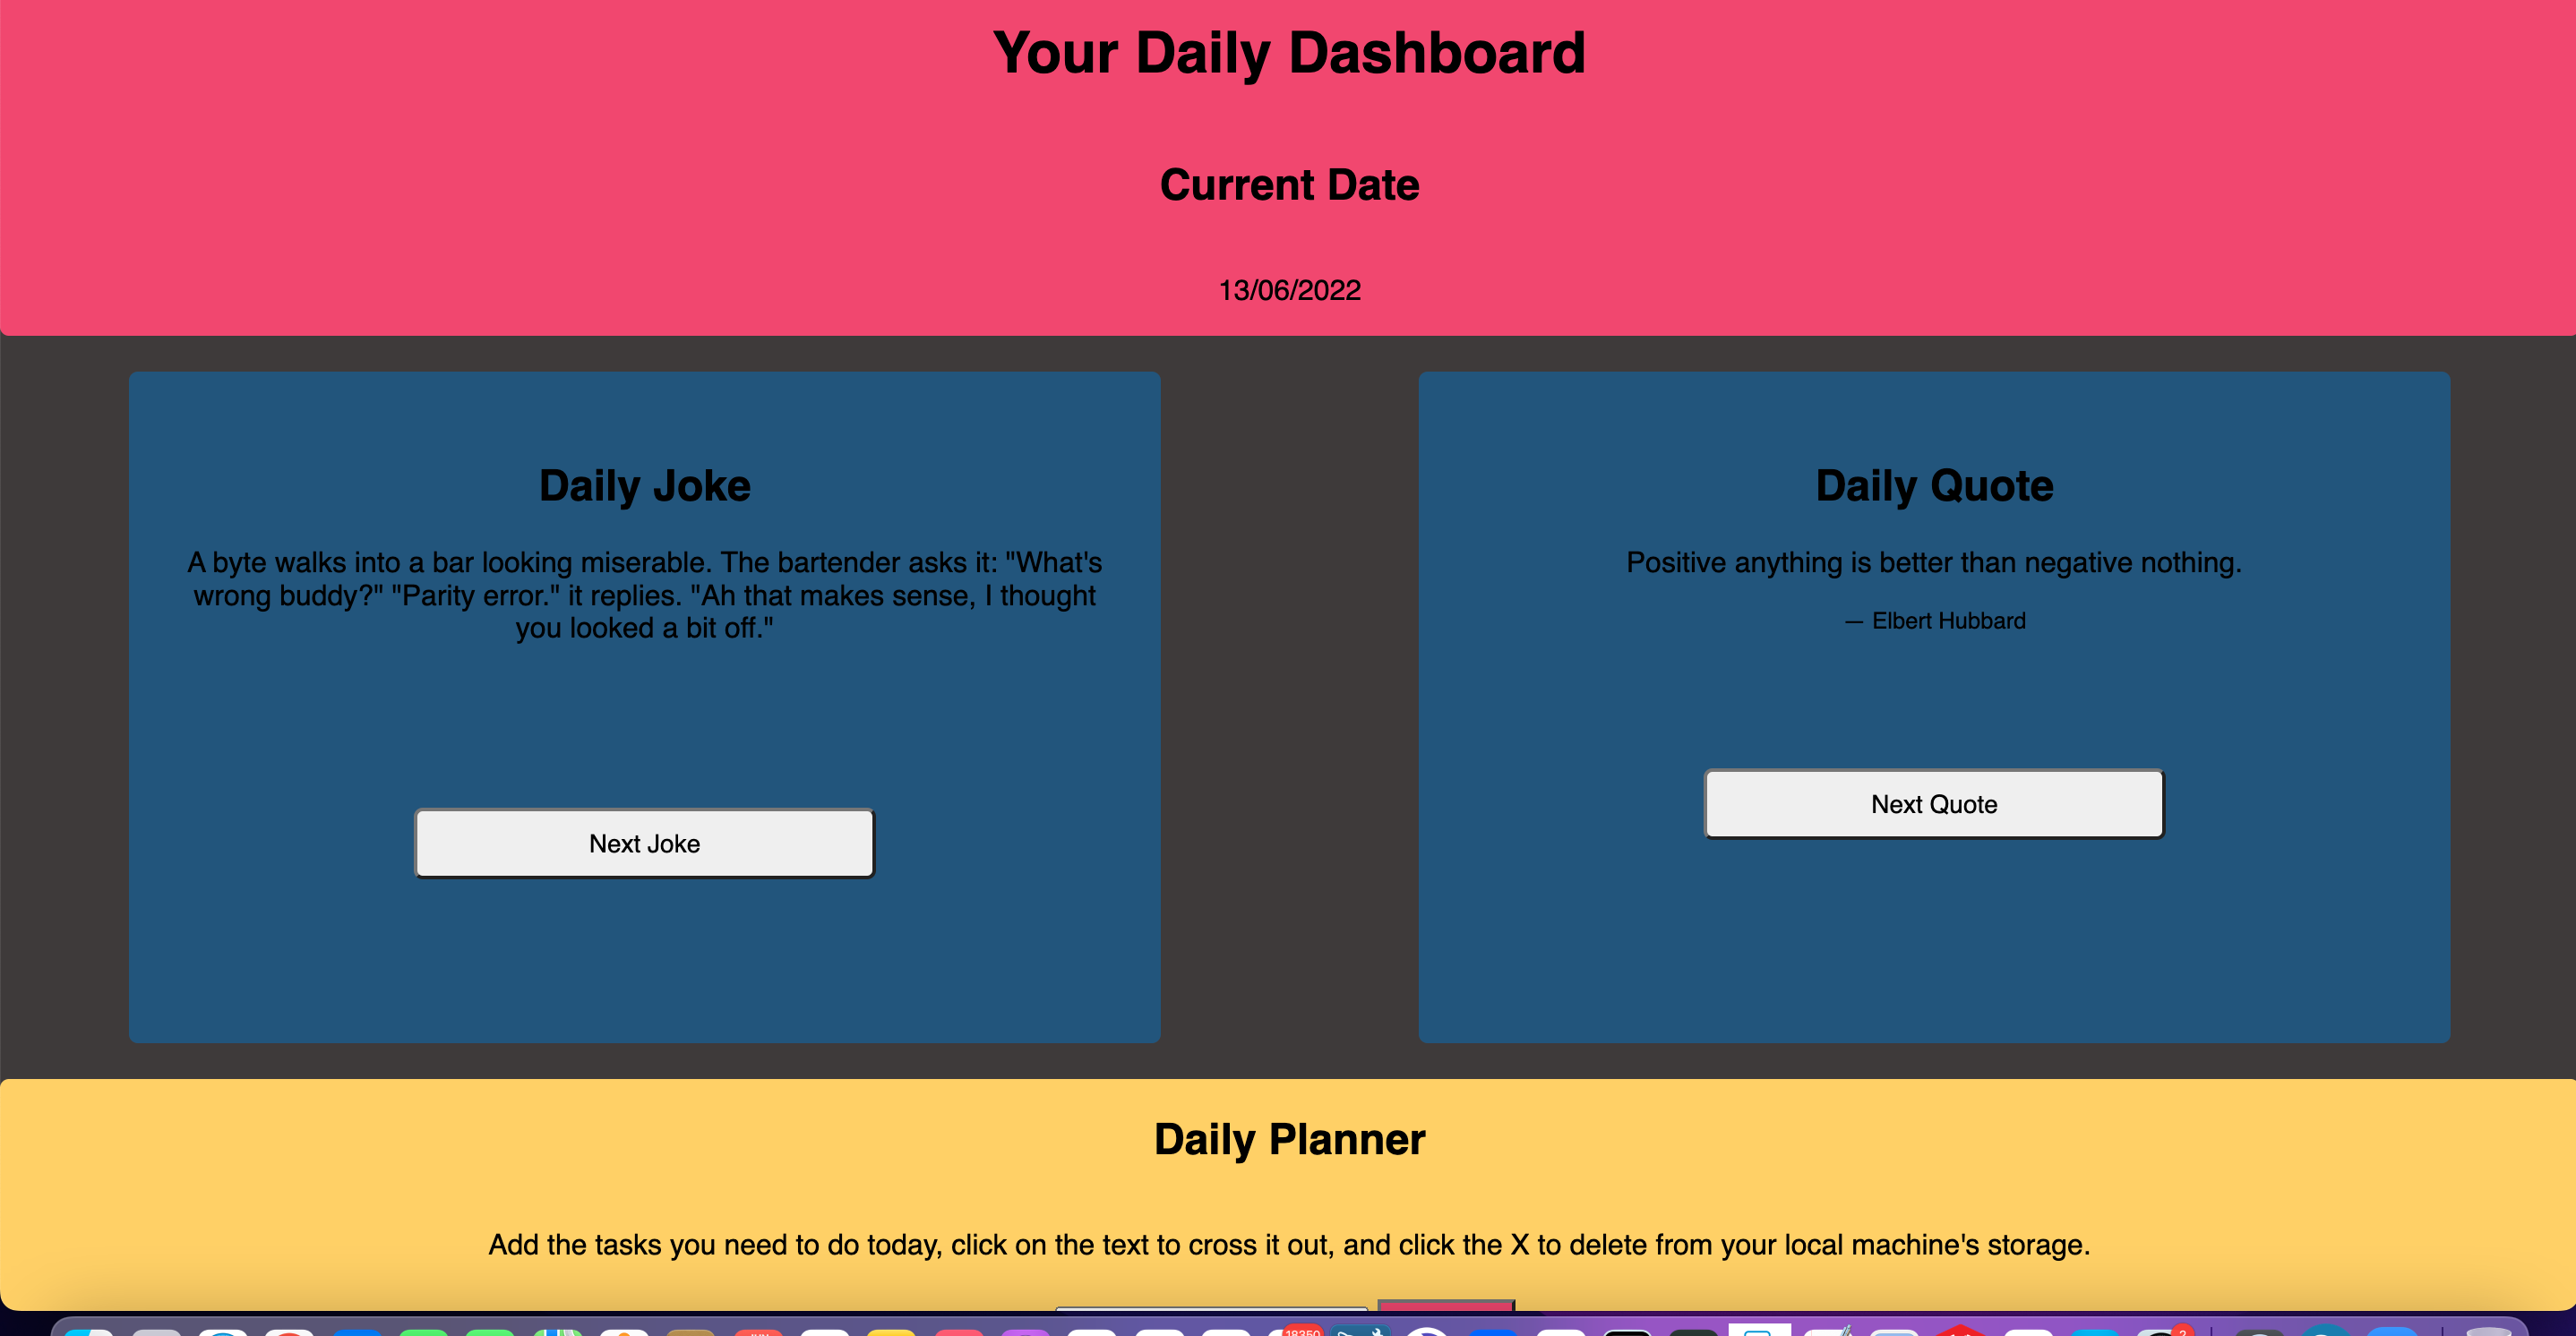 Your Daily Dashboard
Current Date
13/06/2022
Daily Joke
A byte walks into a bar looking miserable. The bartender asks it: "What's
wrong buddy?" "Parity error." it replies. "Ah that makes sense, I thought
you looked a bit off."
Next Joke
Daily Quote
Positive anything is better than negative nothing.
— Elbert Hubbard
Next Quote
Daily Planner
Add the tasks you need to do today, click on the text to cross it out, and click the X to delete from your local machine's storage.
18350
2